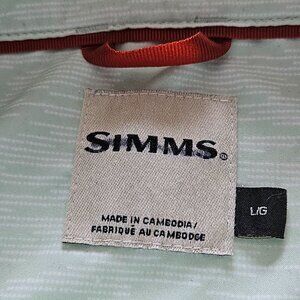 SIMMS®
L/G
MADE IN CAMBODIA/
FABRIQUÉ AU CAMBODGE